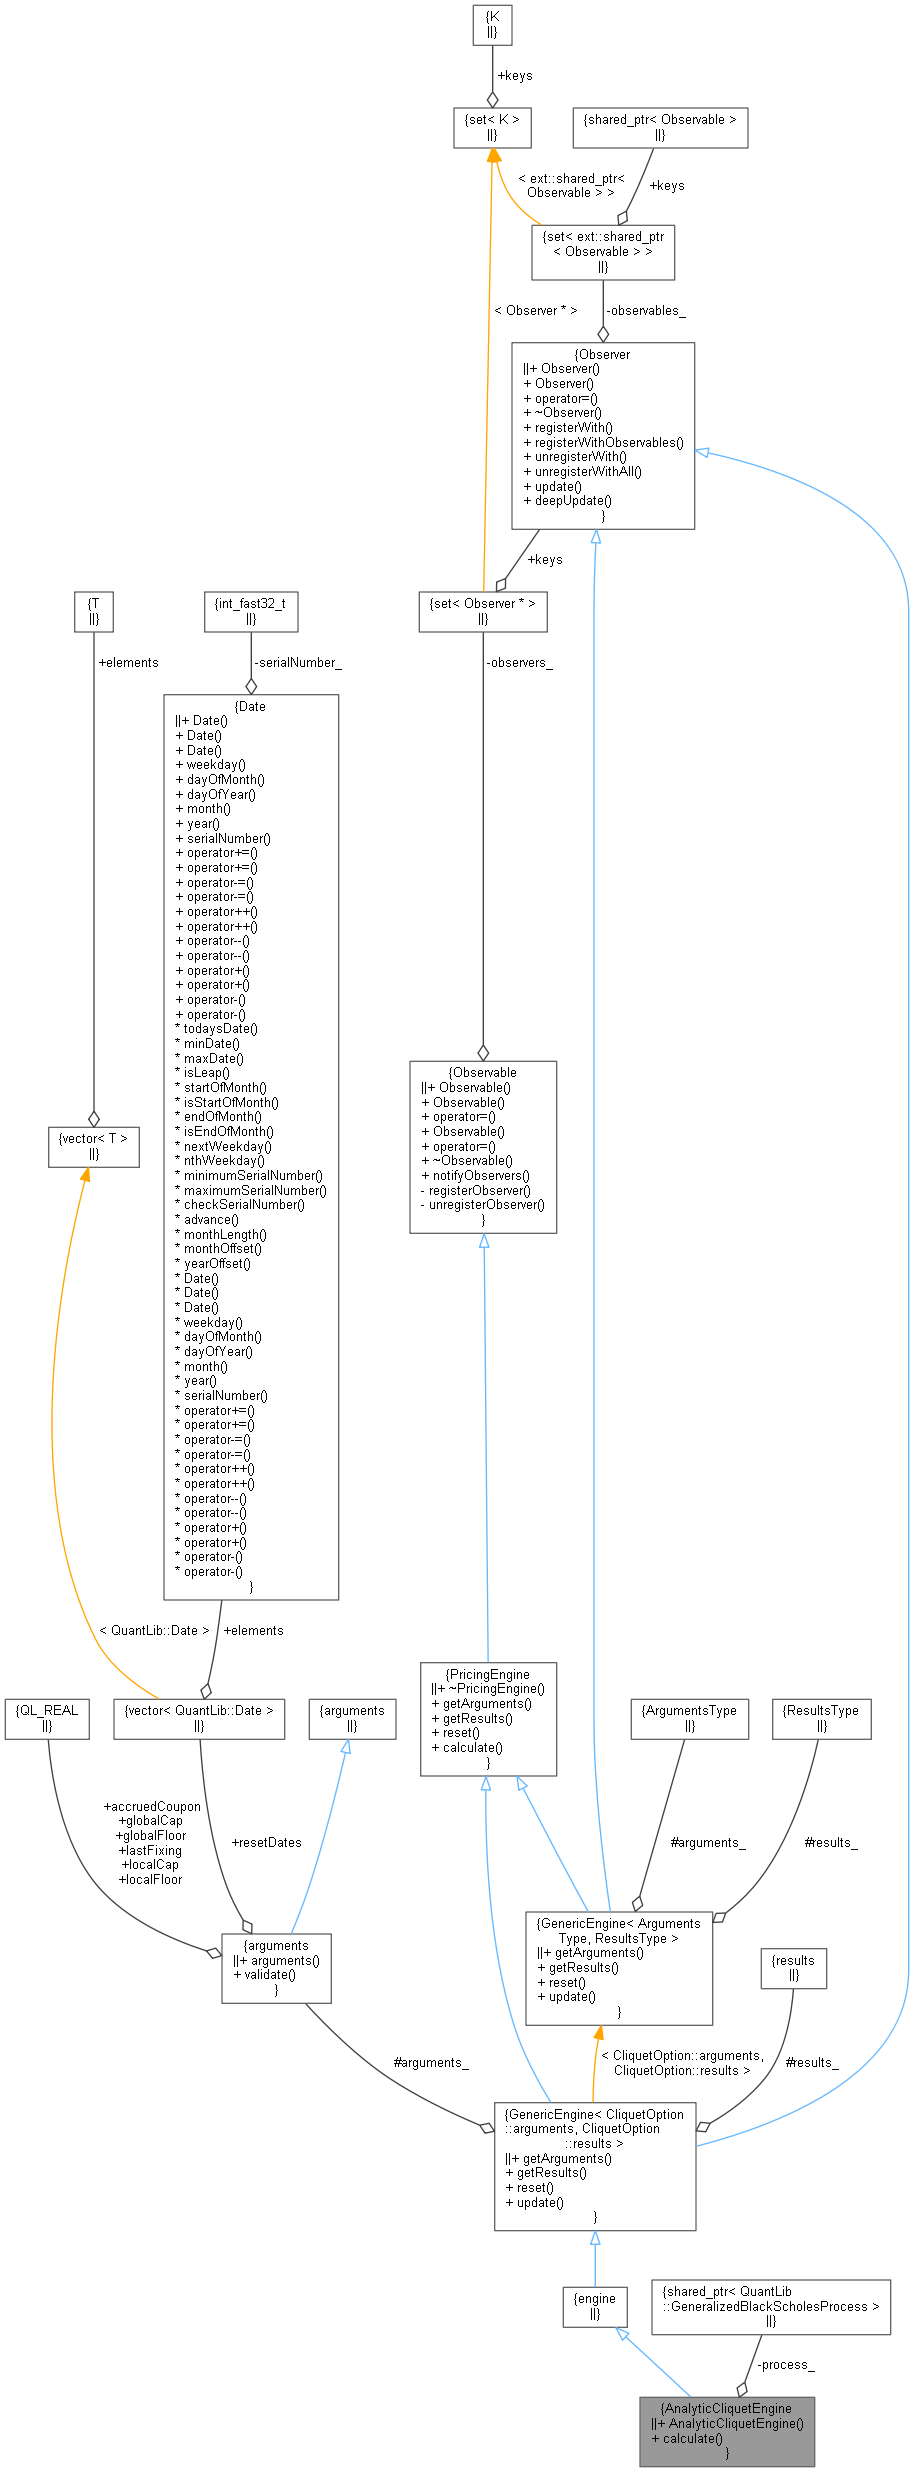 {K
||}
+keys
{set< K >
||}
{shared_ptr< Observable >
||}
< ext::shared_ptr<
Observable > >
+keys
{set< ext::shared_ptr
< Observable > >
||}
< Observer * >
-observables_
{Observer
||+ Observer()
+ Observer()
+ operator=()
+ ~Observer()
+ registerWith()
+ registerWithObservables()
+ unregisterWith()
+ unregisterWithAll()
+ update()
+ deepUpdate()
}
+keys
{T
||}
{int_fast32_t
||}
{set< Observer * >
||}
+elements
-serialNumber_
-observers_
{Date
||+ Date()
+ Date()
+ Date()
+ weekday()
+ dayOfMonth()
+ dayOfYear()
+ month()
+ year()
+ serialNumber()
+ operator+=()
+ operator+=()
+ operator-=()
+ operator-=()
+ operator++()
+ operator++()
+ operator--()
+ operator--()
+ operator+()
+ operator+()
+ operator-()
+ operator-()
* todaysDate()
* minDate()
* maxDate()
* isLeap()
* startOfMonth()
* isStartOfMonth()
* endOfMonth()
* isEndOfMonth()
* nextWeekday()
* nthWeekday()
* minimumSerialNumber()
* maximumSerialNumber()
* checkSerialNumber()
* advance()
* monthLength()
* monthOffset()
* yearOffset()
* Date()
* Date()
* Date()
* weekday()
* dayOfMonth()
* dayOfYear()
* month()
* year()
* serialNumber()
* operator+=()
* operator+=()
* operator-=()
* operator-=()
* operator++()
* operator++()
* operator--()
* operator--()
* operator+()
* operator+()
* operator-()
* operator-()
}
{Observable
||+ Observable()
+ Observable()
+ operator=()
+ Observable()
+ operator=()
+ ~Observable()
+ notifyObservers()
- registerObserver()
- unregisterObserver()
}
{vector< T >
||}
< QuantLib::Date >
+elements
{PricingEngine
||+ ~PricingEngine()
+ getArguments()
+ getResults()
+ reset()
+ calculate()
}
{QL_REAL
||}
{vector< QuantLib::Date >
||}
{arguments
||}
{ArgumentsType
||}
{ResultsType
||}
+accruedCoupon
+globalCap
+globalFloor
+lastFixing
+localCap
+localFloor
+resetDates
#arguments_
#results_
{GenericEngine< Arguments
Type, ResultsType >
||+ getArguments()
+ getResults()
+ reset()
+ update()
}
{arguments
||+ arguments()
+ validate()
}
{results
||}
#arguments_
< CliquetOption::arguments,
CliquetOption::results >
#results_
{GenericEngine< CliquetOption
::arguments, CliquetOption
::results >
||+ getArguments()
+ getResults()
+ reset()
+ update()
}
{engine
||}
{shared_ptr< QuantLib
::GeneralizedBlackScholesProcess >
||}
-process_
{AnalyticCliquetEngine
||+ AnalyticCliquetEngine()
+ calculate()
}